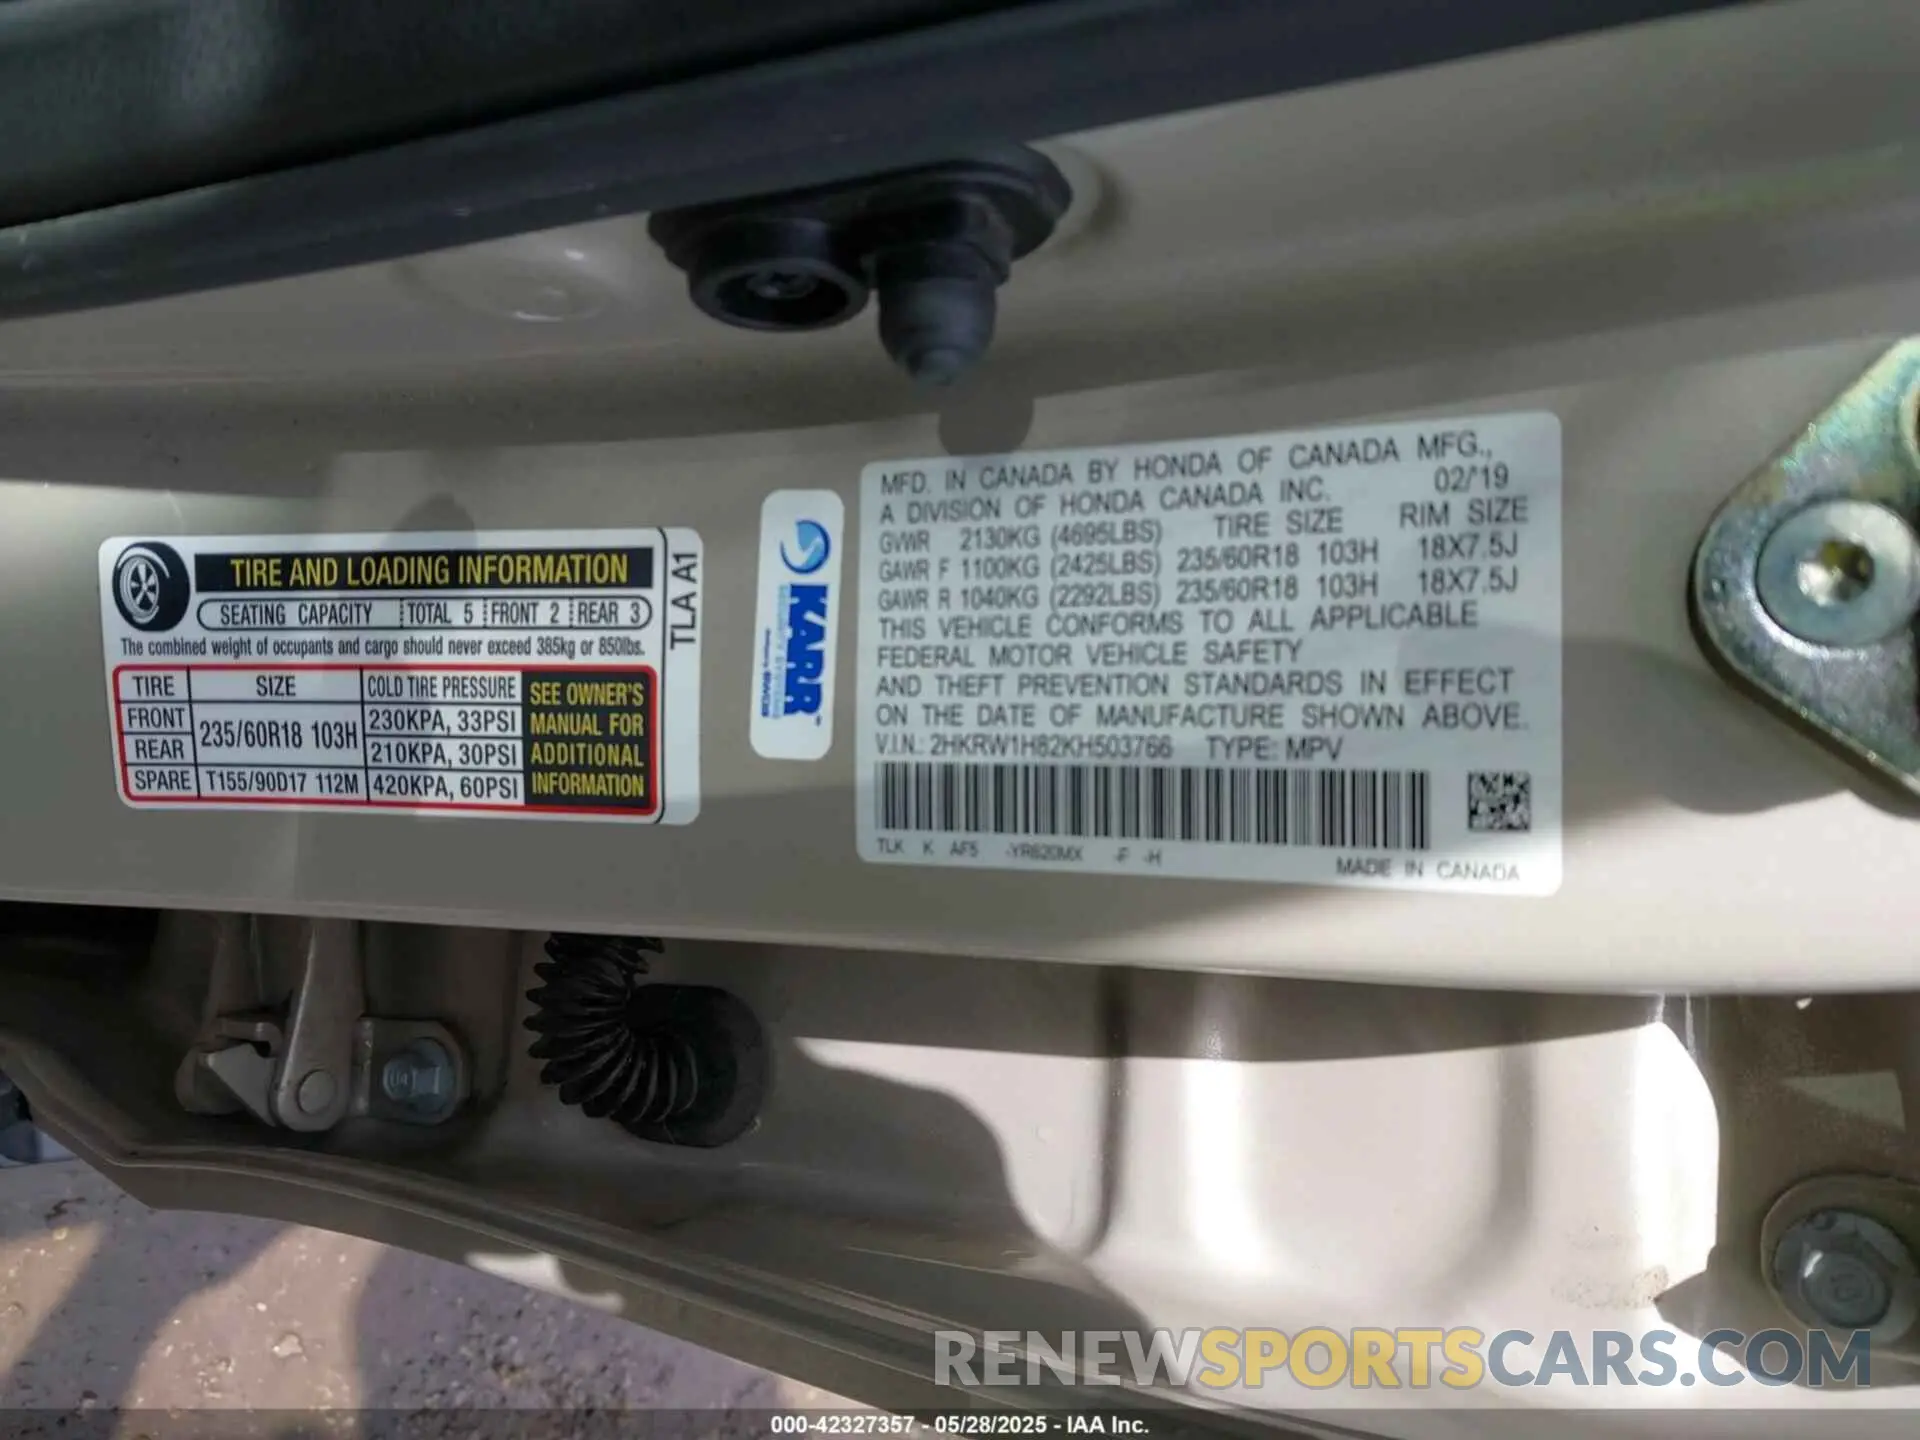 TIRE AND LOADING INFORMATION
SEATING CAPACITY TOTAL 5 FRONT 2 REAR 3
The combined weight of occupants and cargo should never exceed 385kg or 850lbs.
TIRE SIZE COLD TIRE PRESSURE
FRONT 235/60R18 103H 230KPA, 33PSI
REAR 210KPA, 30PSI
SPARE T155/90D17 112M 420KPA, 60PSI
SEE OWNER'S
MANUAL FOR
ADDITIONAL
INFORMATION
TLA A1
KARR
MFD. IN CANADA BY HONDA OF CANADA MFG.,
A DIVISION OF HONDA CANADA INC. 02/'19
GVWR 2130KG (4695LBS) TIRE SIZE RIM SIZE
GAWR F 1100KG (2425LBS) 235/60R18 103H 18X7.5J
GAWR R 1040KG (2292LBS) 235/60R18 103H 18X7.5J
THIS VEHICLE CONFORMS TO ALL APPLICABLE
FEDERAL MOTOR VEHICLE SAFETY
AND THEFT PREVENTION STANDARDS IN EFFECT
ON THE DATE OF MANUFACTURE SHOWN ABOVE.
V.I.N.: 2HKRW1H82KH503766 TYPE: MPV
TLK K AF5 -YR620MX -F -H
MADE IN CANADA
RENEWSPORTSCARS.COM
000-42327357 - 05/28/2025 - IAA Inc.